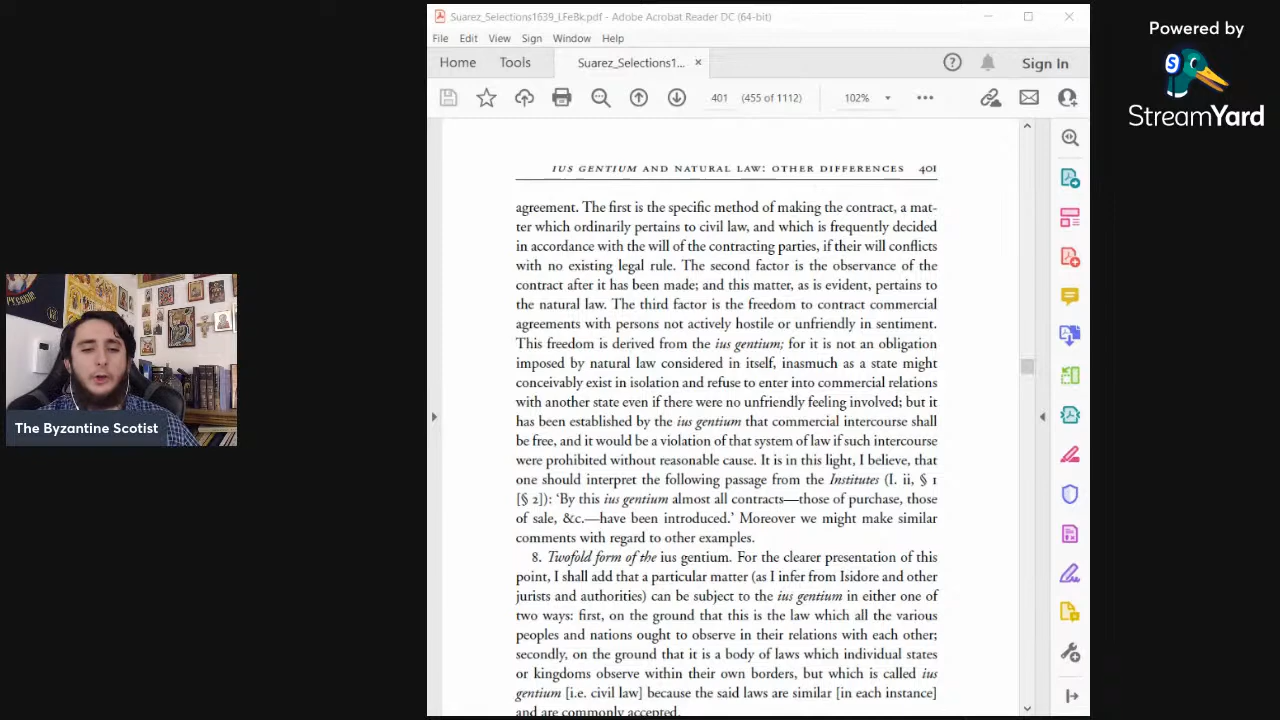 Suarez_Selections1639_LFeBk.pdf - Adobe Acrobat Reader DC (64-bit)
File Edit View Sign Window Help
Home Tools Suarez_Selections1... × Sign In
401 (455 of 1112) 102%
IUS GENTIUM AND NATURAL LAW: OTHER DIFFERENCES 401
agreement. The first is the specific method of making the contract, a mat-
ter which ordinarily pertains to civil law, and which is frequently decided
in accordance with the will of the contracting parties, if their will conflicts
with no existing legal rule. The second factor is the observance of the
contract after it has been made; and this matter, as is evident, pertains to
the natural law. The third factor is the freedom to contract commercial
agreements with persons not actively hostile or unfriendly in sentiment.
This freedom is derived from the ius gentium; for it is not an obligation
imposed by natural law considered in itself, inasmuch as a state might
conceivably exist in isolation and refuse to enter into commercial relations
with another state even if there were no unfriendly feeling involved; but it
has been established by the ius gentium that commercial intercourse shall
be free, and it would be a violation of that system of law if such intercourse
were prohibited without reasonable cause. It is in this light, I believe, that
one should interpret the following passage from the Institutes (I. ii, § 1
[§ 2]): 'By this ius gentium almost all contracts—those of purchase, those
of sale, &c.—have been introduced.' Moreover we might make similar
comments with regard to other examples.
8. Twofold form of the ius gentium. For the clearer presentation of this
point, I shall add that a particular matter (as I infer from Isidore and other
jurists and authorities) can be subject to the ius gentium in either one of
two ways: first, on the ground that this is the law which all the various
peoples and nations ought to observe in their relations with each other;
secondly, on the ground that it is a body of laws which individual states
or kingdoms observe within their own borders, but which is called ius
gentium [i.e. civil law] because the said laws are similar [in each instance]
and are commonly accepted.
The Byzantine Scotist
Powered by
S
StreamYard